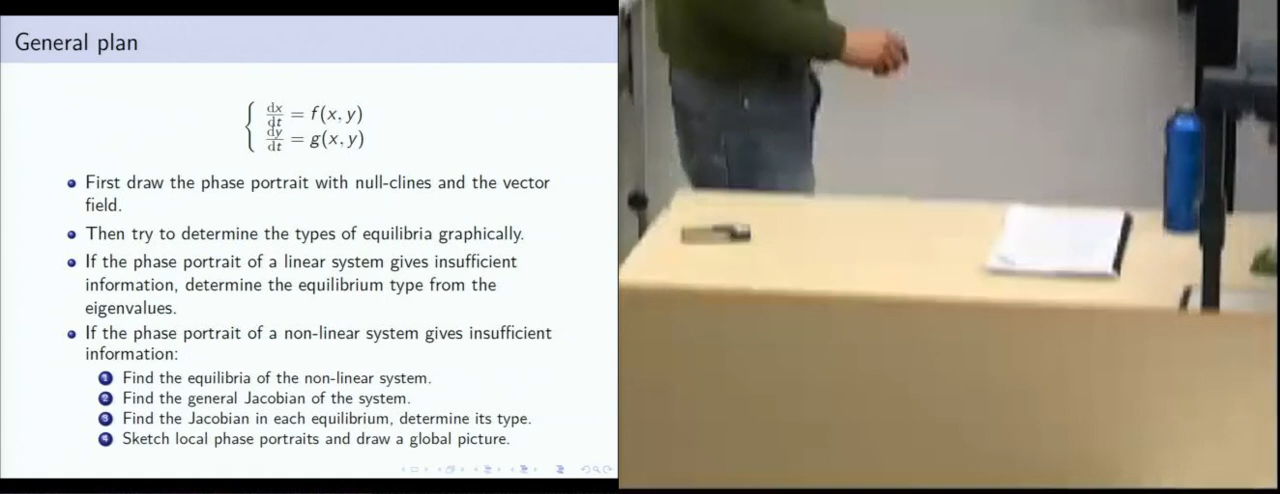 General plan
dx/dt = f(x, y)
dy/dt = g(x, y)
First draw the phase portrait with null-clines and the vector
field.
Then try to determine the types of equilibria graphically.
If the phase portrait of a linear system gives insufficient
information, determine the equilibrium type from the
eigenvalues.
If the phase portrait of a non-linear system gives insufficient
information:
1 Find the equilibria of the non-linear system.
2 Find the general Jacobian of the system.
3 Find the Jacobian in each equilibrium, determine its type.
4 Sketch local phase portraits and draw a global picture.